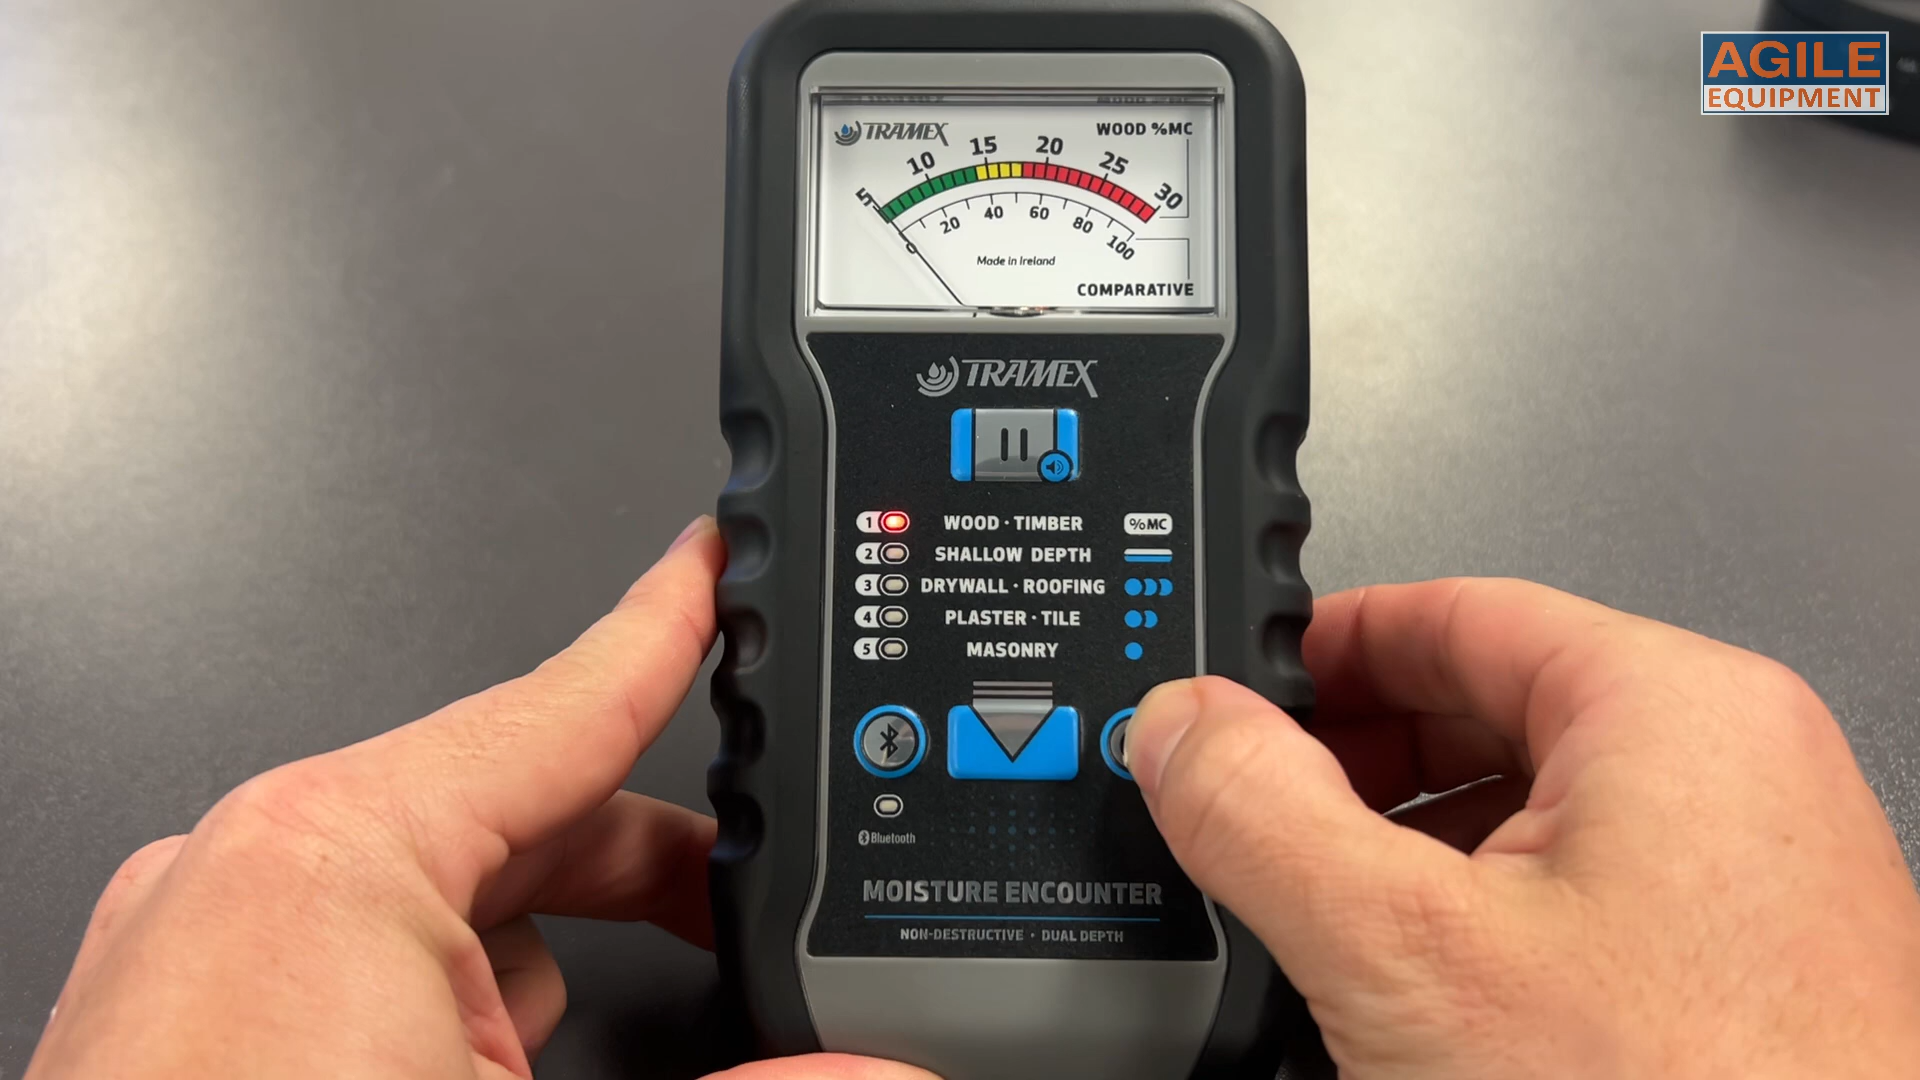 AGILE
EQUIPMENT
TRAMEX
WOOD %MC
5 10 15 20 25 30
0 20 40 60 80 100
Made in Ireland
COMPARATIVE
TRAMEX
1 WOOD · TIMBER %MC
2 SHALLOW DEPTH
3 DRYWALL · ROOFING
4 PLASTER · TILE
5 MASONRY
Bluetooth
MOISTURE ENCOUNTER
NON-DESTRUCTIVE · DUAL DEPTH